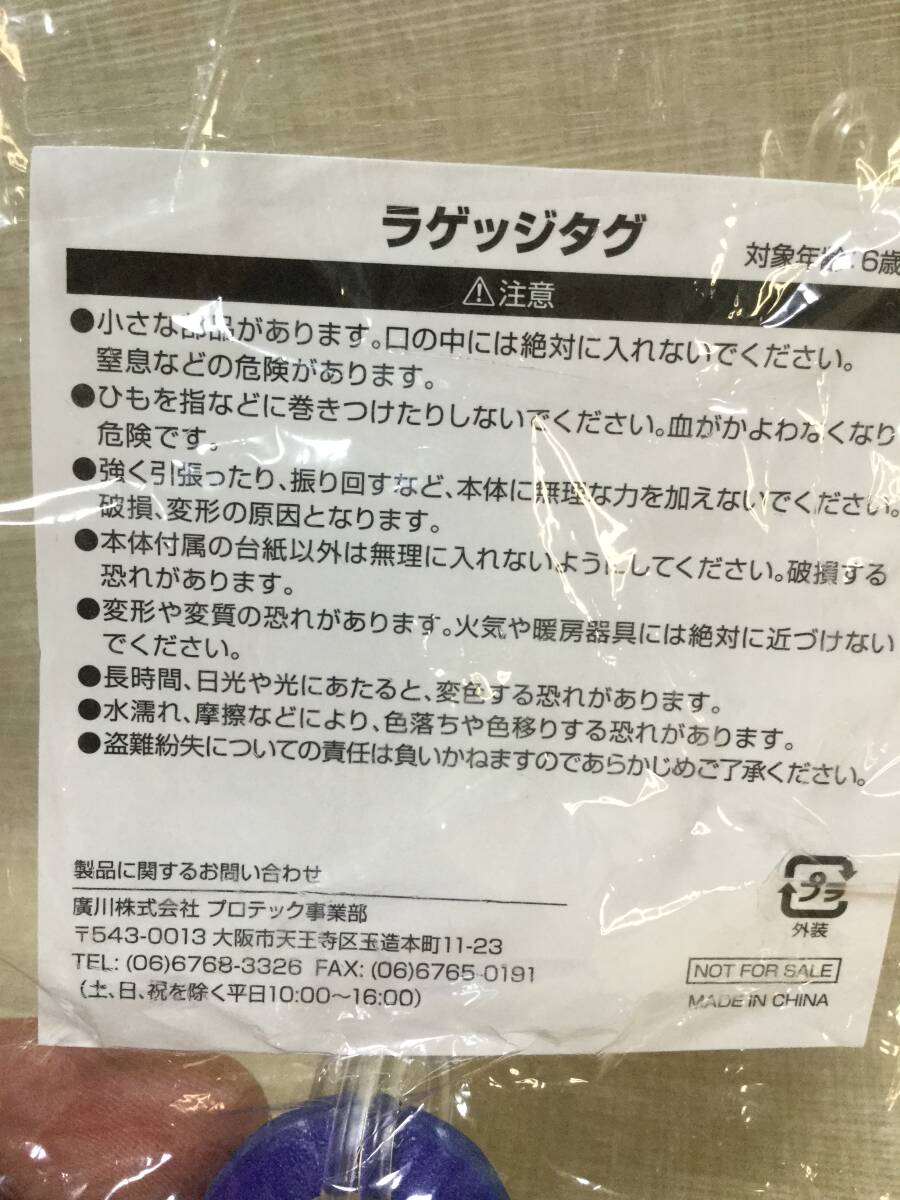 ラゲッジタグ
対象年齢:6歳
⚠注意
●小さな部品があります。口の中には絶対に入れないでください。
窒息などの危険があります。
●ひもを指などに巻きつけたりしないでください。血がかよわなくなり
危険です。
●強く引張ったり、振り回すなど、本体に無理な力を加えないでください。
破損、変形の原因となります。
●本体付属の台紙以外は無理に入れないようにしてください。破損する
恐れがあります。
●変形や変質の恐れがあります。火気や暖房器具には絶対に近づけない
でください。
●長時間、日光や光にあたると、変色する恐れがあります。
●水濡れ、摩擦などにより、色落ちや色移りする恐れがあります。
●盗難紛失についての責任は負いかねますのであらかじめご了承ください。
製品に関するお問い合わせ
廣川株式会社 プロテック事業部
〒543-0013 大阪市天王寺区玉造本町11-23
TEL: (06)6768-3326 FAX: (06)6765-0191
(土、日、祝を除く平日10:00〜16:00)
プラ
外装
NOT FOR SALE
MADE IN CHINA